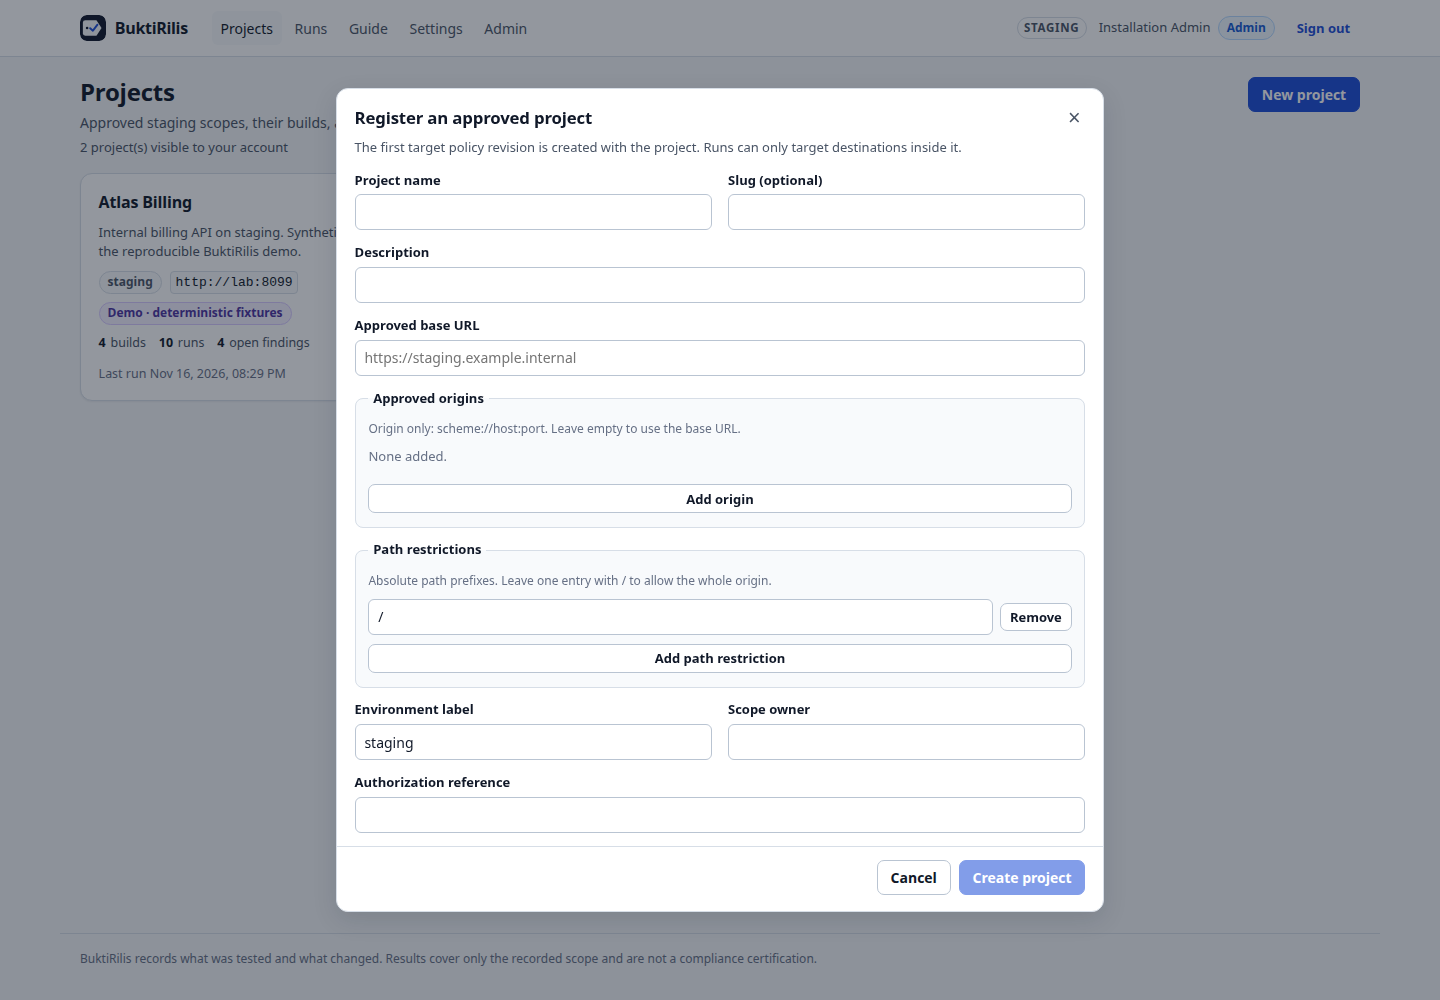 BuktiRilis
Projects
Runs
Guide
Settings
Admin
STAGING
Installation Admin
Admin
Sign out
Projects
New project
Approved staging scopes, their builds,
2 project(s) visible to your account
Atlas Billing
Internal billing API on staging. Syntheti
the reproducible BuktiRilis demo.
staging
http://lab:8099
Demo · deterministic fixtures
4 builds 10 runs 4 open findings
Last run Nov 16, 2026, 08:29 PM
Register an approved project
×
The first target policy revision is created with the project. Runs can only target destinations inside it.
Project name
Slug (optional)
Description
Approved base URL
https://staging.example.internal
Approved origins
Origin only: scheme://host:port. Leave empty to use the base URL.
None added.
Add origin
Path restrictions
Absolute path prefixes. Leave one entry with / to allow the whole origin.
/
Remove
Add path restriction
Environment label
Scope owner
staging
Authorization reference
Cancel
Create project
BuktiRilis records what was tested and what changed. Results cover only the recorded scope and are not a compliance certification.